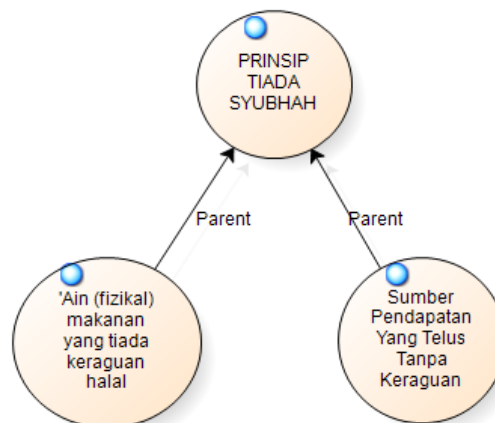 PRINSIP
TIADA
SYUBHAH
Parent
Parent
'Ain (fizikal)
makanan
yang tiada
keraguan
halal
Sumber
Pendapatan
Yang Telus
Tanpa
Keraguan